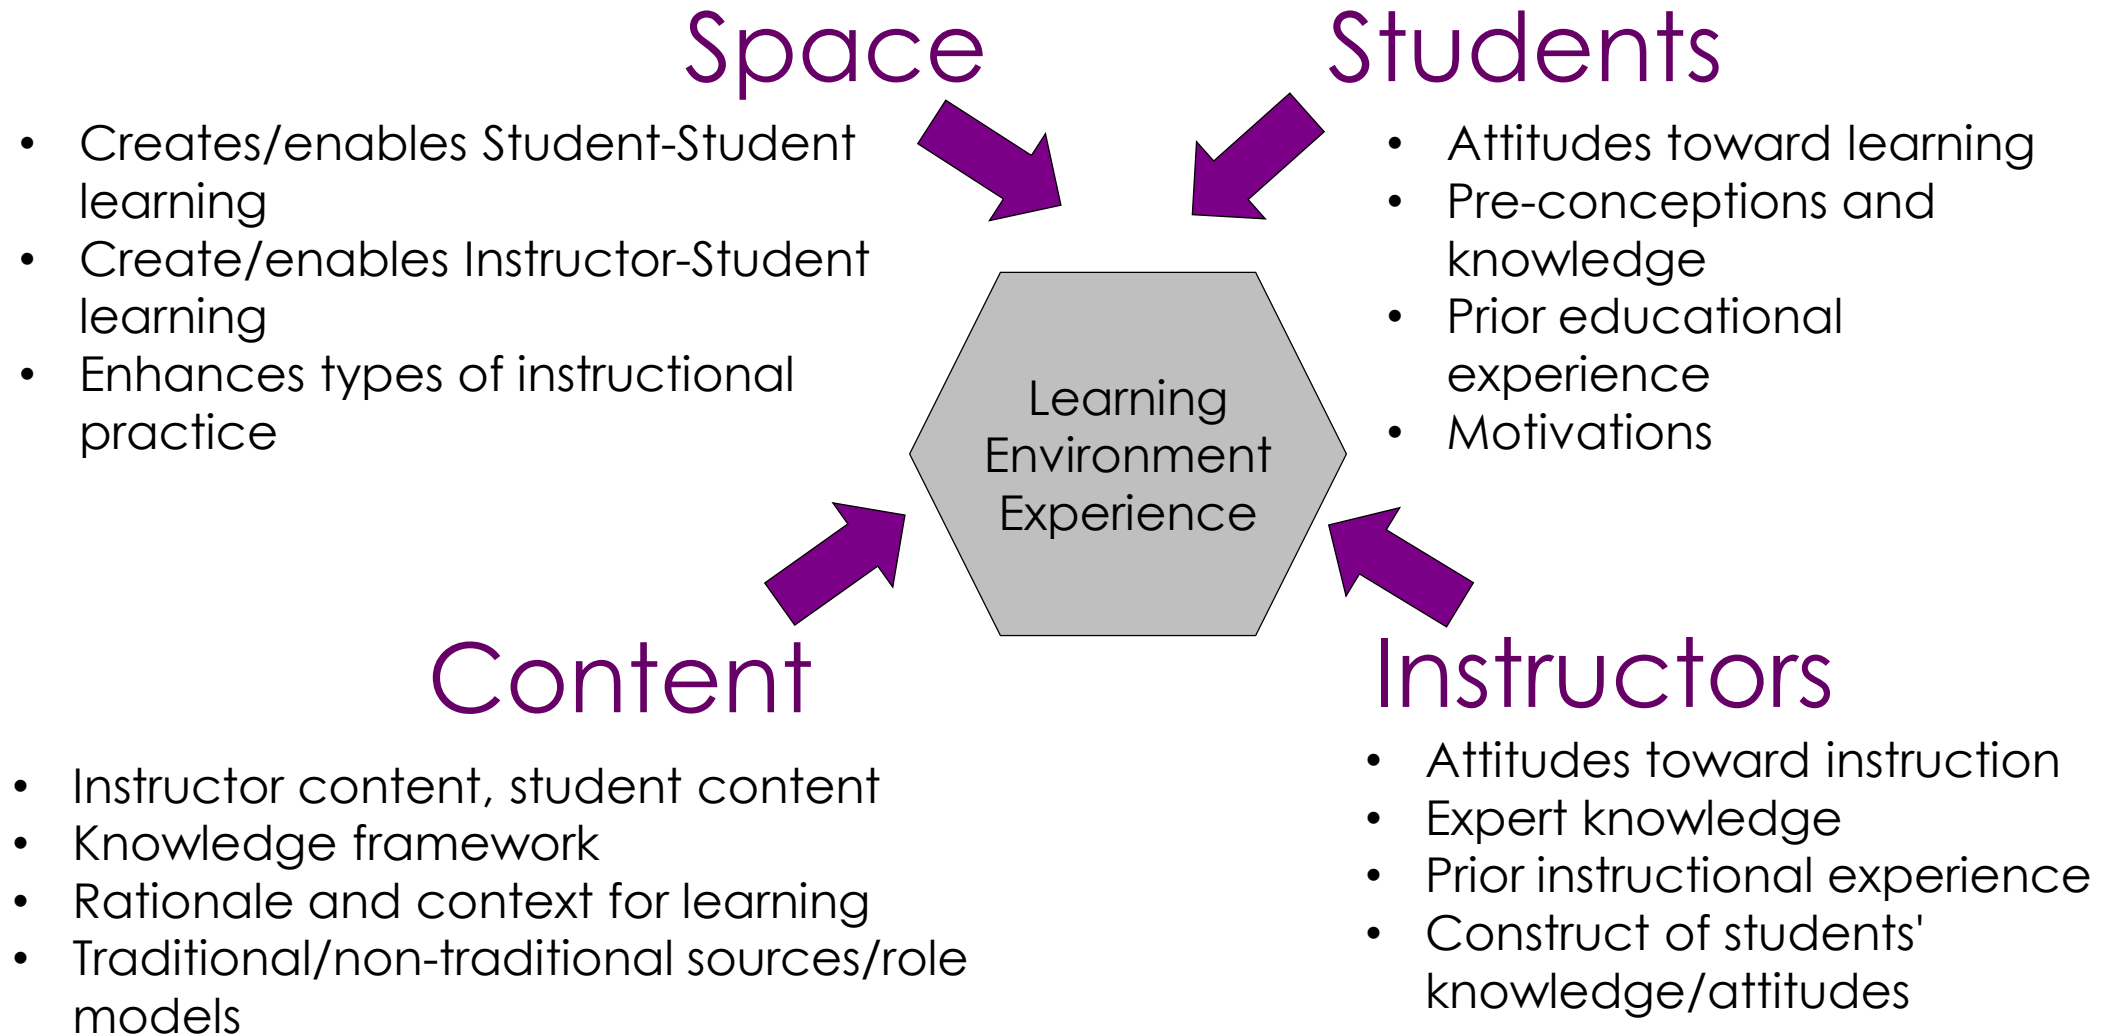 Space
• Creates/enables Student-Student
learning
• Create/enables Instructor-Student
learning
• Enhances types of instructional
practice
Students
• Attitudes toward learning
• Pre-conceptions and
knowledge
• Prior educational
experience
• Motivations
Learning
Environment
Experience
Content
• Instructor content, student content
• Knowledge framework
• Rationale and context for learning
• Traditional/non-traditional sources/role
models
Instructors
• Attitudes toward instruction
• Expert knowledge
• Prior instructional experience
• Construct of students'
knowledge/attitudes